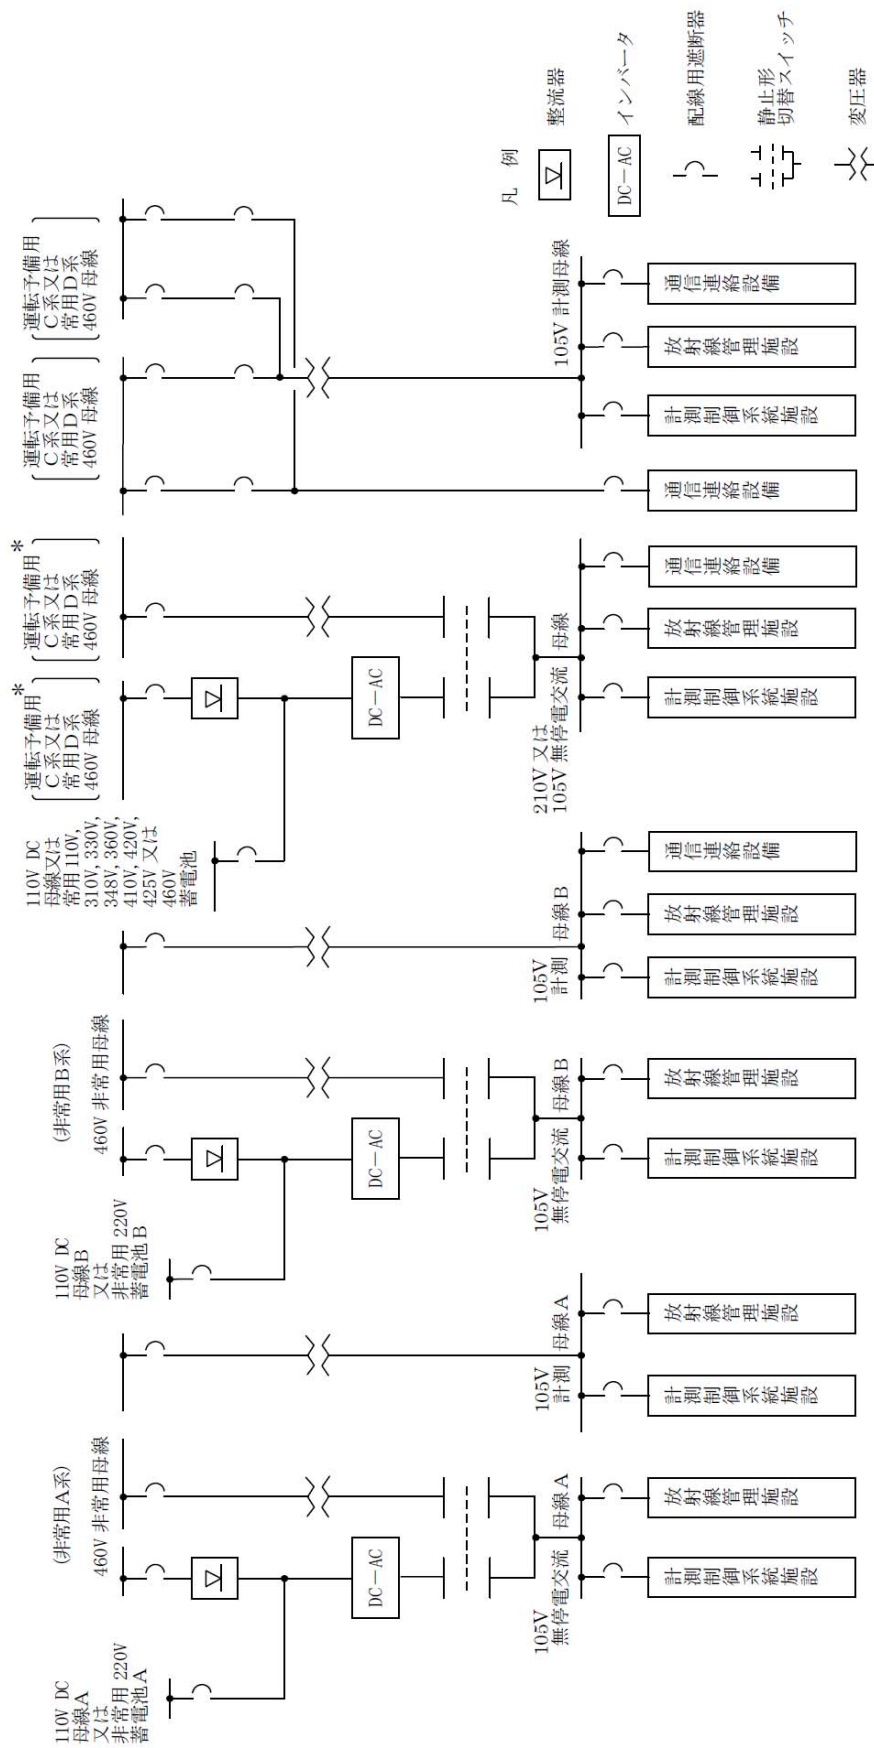 110V DC
母線A
又は
非常用 220V
蓄電池A
(非常用A系)
460V 非常用母線
DC－AC
105V
無停電交流
母線A
計測制御系統施設
放射線管理施設
105V
計測
母線A
計測制御系統施設
放射線管理施設
110V DC
母線B
又は
非常用 220V
蓄電池B
(非常用B系)
460V 非常用母線
DC－AC
105V
無停電交流
母線B
計測制御系統施設
放射線管理施設
105V
計測
母線B
計測制御系統施設
放射線管理施設
通信連絡設備
110V DC
母線又は
常用110V,
310V, 330V,
348V, 360V,
410V, 420V,
425V 又は
460V
蓄電池
運転予備用
C系又は
常用D系
460V 母線
*
運転予備用
C系又は
常用D系
460V 母線
*
DC－AC
210V 又は
105V 無停電交流
母線
計測制御系統施設
放射線管理施設
通信連絡設備
運転予備用
C系又は
常用D系
460V 母線
運転予備用
C系又は
常用D系
460V 母線
通信連絡設備
105V 計測母線
計測制御系統施設
放射線管理施設
通信連絡設備
凡 例
整流器
DC－AC
インバータ
配線用遮断器
静止形
切替スイッチ
変圧器